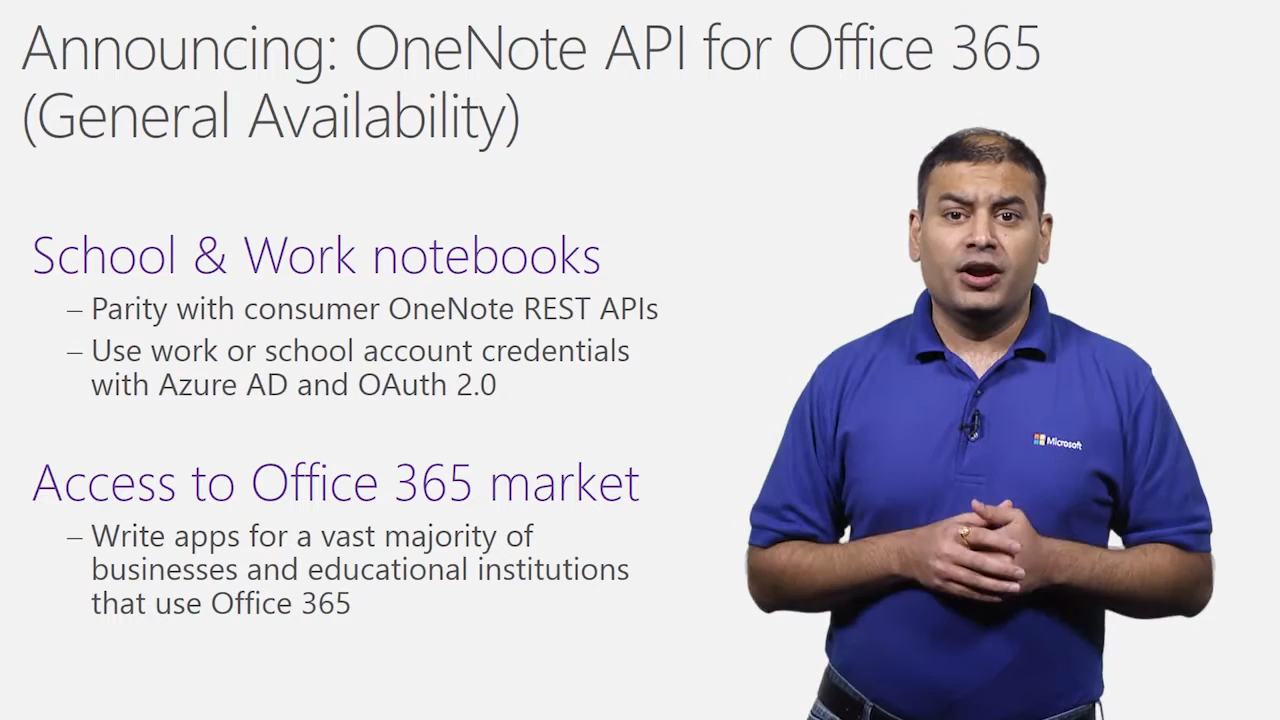 Announcing: OneNote API for Office 365
(General Availability)
School & Work notebooks
– Parity with consumer OneNote REST APIs
– Use work or school account credentials
with Azure AD and OAuth 2.0
Access to Office 365 market
– Write apps for a vast majority of
businesses and educational institutions
that use Office 365
Microsoft